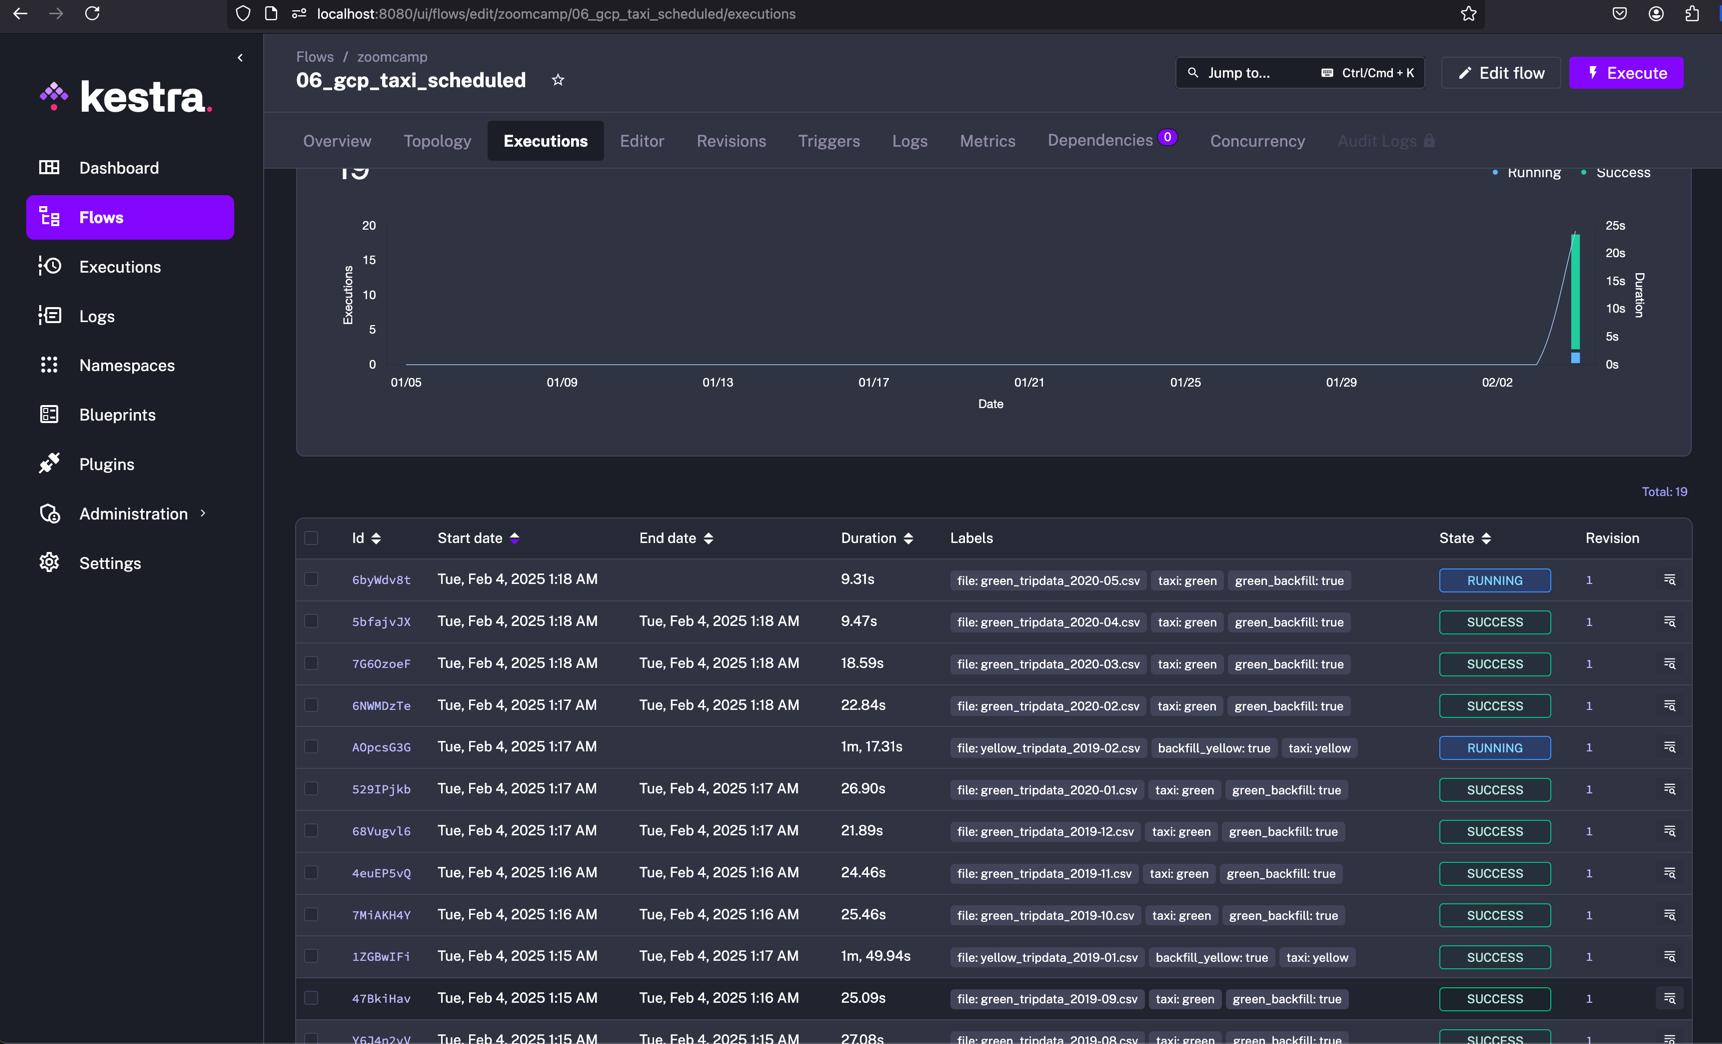 localhost:8080/ui/flows/edit/zoomcamp/06_gcp_taxi_scheduled/executions
kestra.
Dashboard
Flows
Executions
Logs
Namespaces
Blueprints
Plugins
Administration
Settings
Flows / zoomcamp
06_gcp_taxi_scheduled
Jump to... Ctrl/Cmd + K
Edit flow
Execute
Overview Topology Executions Editor Revisions Triggers Logs Metrics Dependencies 0 Concurrency Audit Logs
19
Running Success
20 25s
20s
15
15s
10
10s
5
5s
0 0s
Executions
Duration
01/05 01/09 01/13 01/17 01/21 01/25 01/29 02/02
Date
Total: 19
Id Start date End date Duration Labels State Revision
6byWdv8t Tue, Feb 4, 2025 1:18 AM 9.31s file: green_tripdata_2020-05.csv taxi: green green_backfill: true RUNNING 1
5bfajvJX Tue, Feb 4, 2025 1:18 AM Tue, Feb 4, 2025 1:18 AM 9.47s file: green_tripdata_2020-04.csv taxi: green green_backfill: true SUCCESS 1
7G6OzoeF Tue, Feb 4, 2025 1:18 AM Tue, Feb 4, 2025 1:18 AM 18.59s file: green_tripdata_2020-03.csv taxi: green green_backfill: true SUCCESS 1
6NWMDzTe Tue, Feb 4, 2025 1:17 AM Tue, Feb 4, 2025 1:18 AM 22.84s file: green_tripdata_2020-02.csv taxi: green green_backfill: true SUCCESS 1
AOpcsG3G Tue, Feb 4, 2025 1:17 AM 1m, 17.31s file: yellow_tripdata_2019-02.csv backfill_yellow: true taxi: yellow RUNNING 1
529IPjkb Tue, Feb 4, 2025 1:17 AM Tue, Feb 4, 2025 1:17 AM 26.90s file: green_tripdata_2020-01.csv taxi: green green_backfill: true SUCCESS 1
68Vugvl6 Tue, Feb 4, 2025 1:17 AM Tue, Feb 4, 2025 1:17 AM 21.89s file: green_tripdata_2019-12.csv taxi: green green_backfill: true SUCCESS 1
4euEP5vQ Tue, Feb 4, 2025 1:16 AM Tue, Feb 4, 2025 1:16 AM 24.46s file: green_tripdata_2019-11.csv taxi: green green_backfill: true SUCCESS 1
7MiAKH4Y Tue, Feb 4, 2025 1:16 AM Tue, Feb 4, 2025 1:16 AM 25.46s file: green_tripdata_2019-10.csv taxi: green green_backfill: true SUCCESS 1
1ZGBwIFi Tue, Feb 4, 2025 1:15 AM Tue, Feb 4, 2025 1:17 AM 1m, 49.94s file: yellow_tripdata_2019-01.csv backfill_yellow: true taxi: yellow SUCCESS 1
47BkiHav Tue, Feb 4, 2025 1:15 AM Tue, Feb 4, 2025 1:16 AM 25.09s file: green_tripdata_2019-09.csv taxi: green green_backfill: true SUCCESS 1
Y6J4n2vV Tue, Feb 4, 2025 1:15 AM Tue, Feb 4, 2025 1:15 AM 27.08s file: green_tripdata_2019-08.csv taxi: green green_backfill: true SUCCESS 1